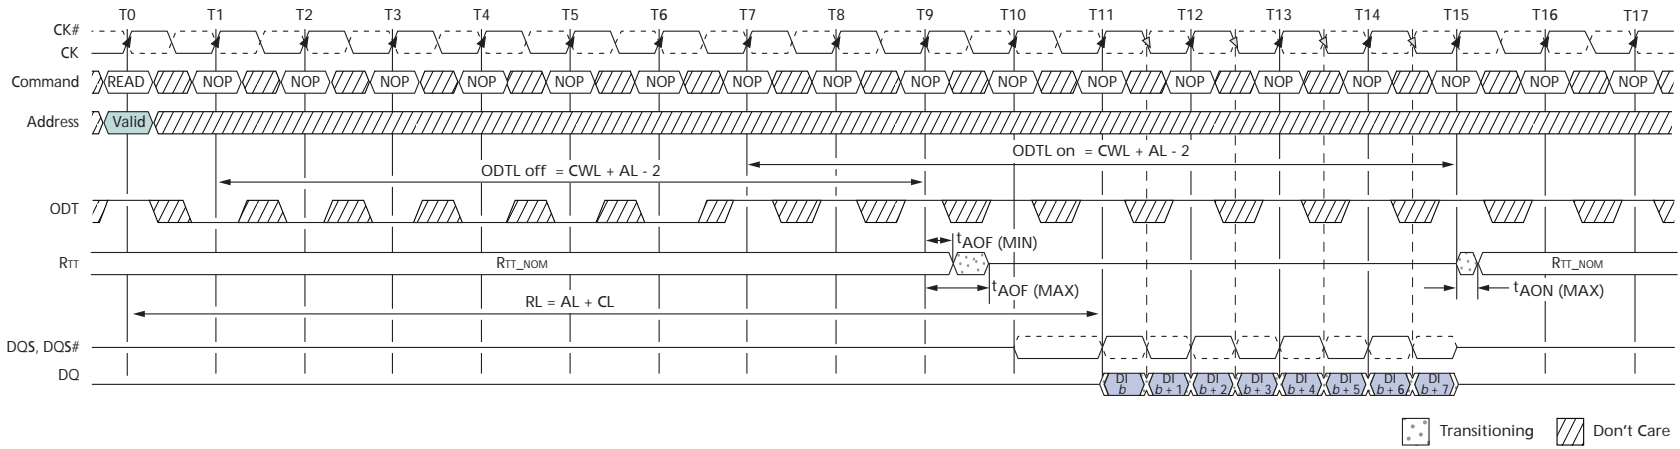 T0 T1 T2 T3 T4 T5 T6 T7 T8 T9 T10 T11 T12 T13 T14 T15 T16 T17
CK#
CK
Command READ NOP NOP NOP NOP NOP NOP NOP NOP NOP NOP NOP NOP NOP NOP NOP NOP NOP
Address Valid
ODTL on = CWL + AL - 2
ODTL off = CWL + AL - 2
ODT
tAOF (MIN)
RTT RTT_NOM RTT_NOM
tAOF (MAX) tAON (MAX)
RL = AL + CL
DQS, DQS#
DQ
DI DI DI DI DI DI DI DI
b b + 1 b + 2 b + 3 b + 4 b + 5 b + 6 b + 7
Transitioning Don't Care